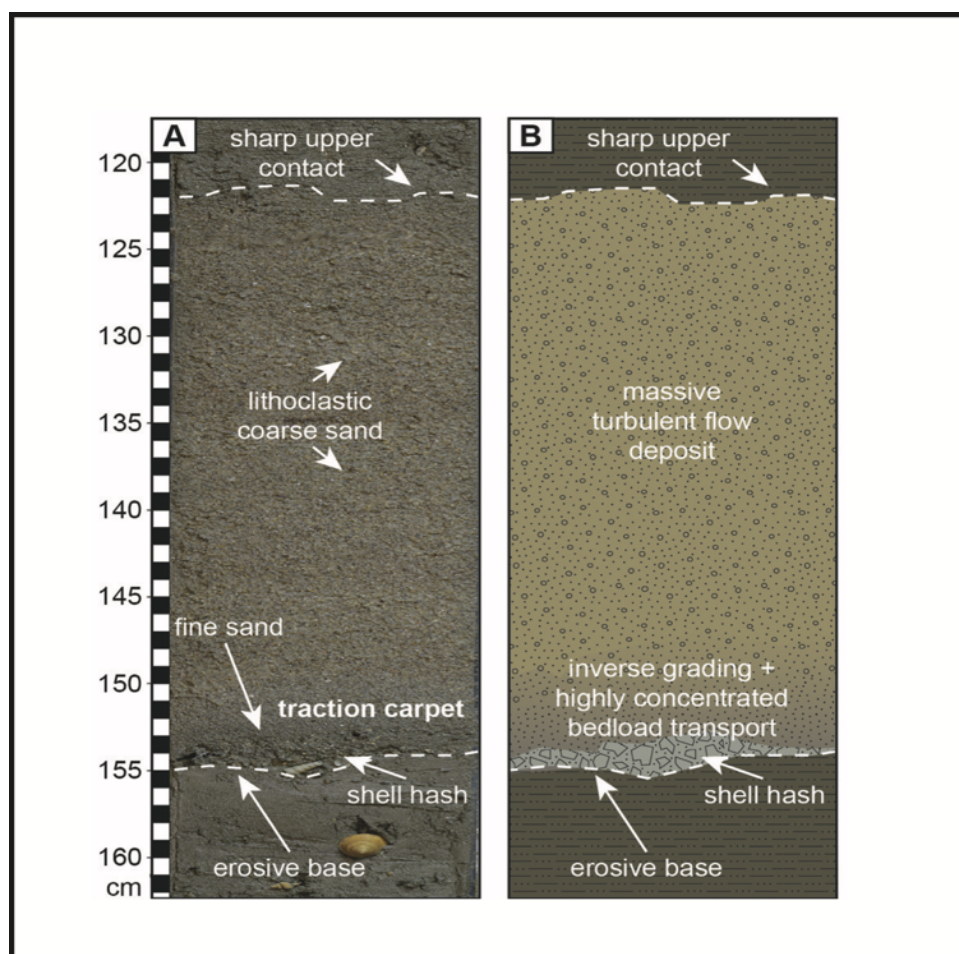 A
sharp upper
contact
120
125
130
135
140
145
150
155
160
cm
lithoclastic
coarse sand
fine sand
traction carpet
shell hash
erosive base
B
sharp upper
contact
massive
turbulent flow
deposit
inverse grading +
highly concentrated
bedload transport
shell hash
erosive base